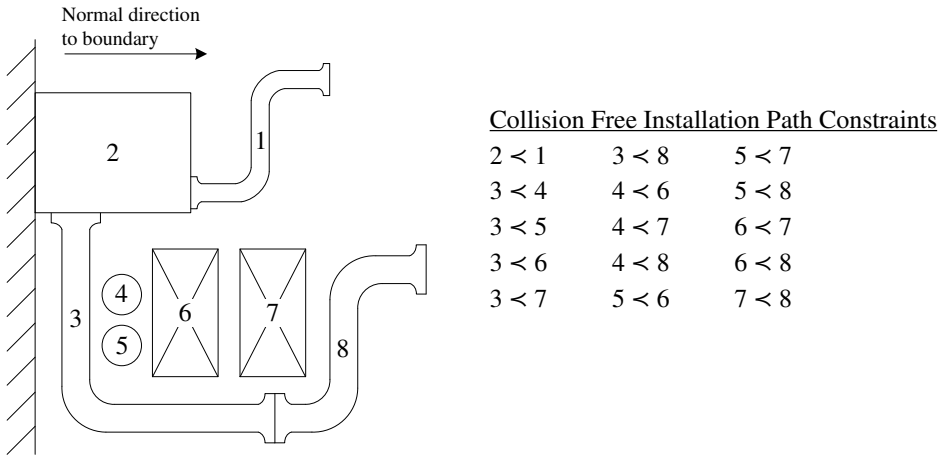 Normal direction
to boundary
2
1
3
4
5
6
7
8
Collision Free Installation Path Constraints
2 ≺ 1 3 ≺ 8 5 ≺ 7
3 ≺ 4 4 ≺ 6 5 ≺ 8
3 ≺ 5 4 ≺ 7 6 ≺ 7
3 ≺ 6 4 ≺ 8 6 ≺ 8
3 ≺ 7 5 ≺ 6 7 ≺ 8